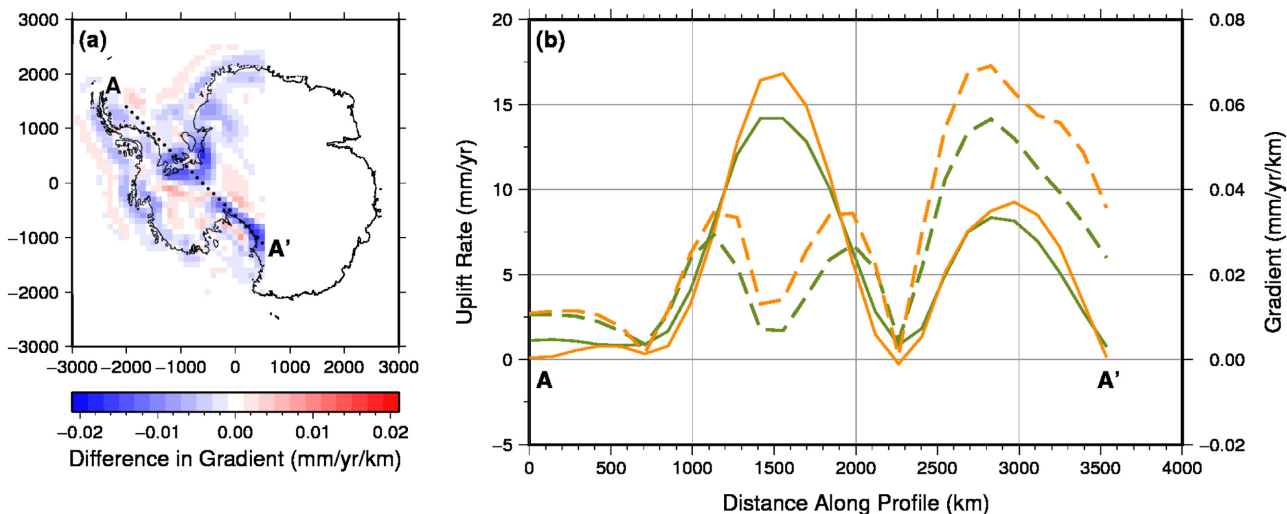 (a)
3000
2000
1000
0
−1000
−2000
−3000
A
A'
−3000 −2000 −1000 0 1000 2000 3000
−0.02 −0.01 0.00 0.01 0.02
Difference in Gradient (mm/yr/km)
(b)
Uplift Rate (mm/yr)
20
15
10
5
0
−5
A
A'
0.08
0.06
0.04
0.02
0.00
−0.02
Gradient (mm/yr/km)
0 500 1000 1500 2000 2500 3000 3500 4000
Distance Along Profile (km)